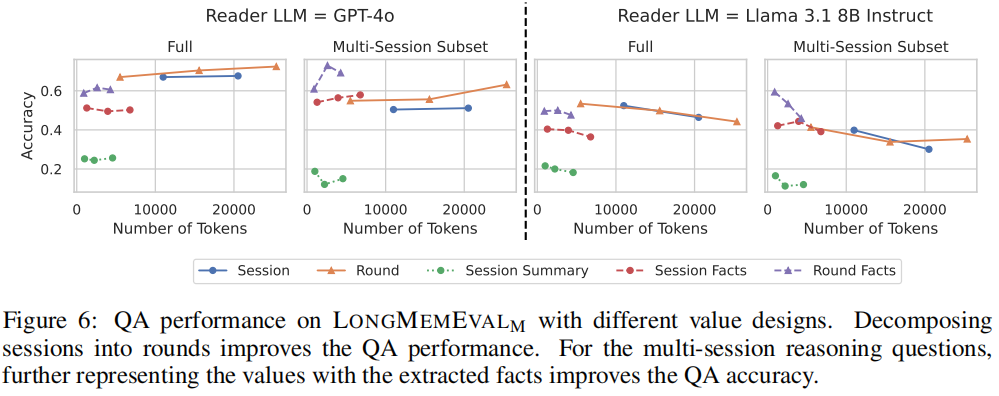 Reader LLM = GPT-4o
Reader LLM = Llama 3.1 8B Instruct
Full
Multi-Session Subset
Full
Multi-Session Subset
Accuracy
0.6
0.4
0.2
0 10000 20000
0 10000 20000
0 10000 20000
0 10000 20000
Number of Tokens
Number of Tokens
Number of Tokens
Number of Tokens
Session
Round
Session Summary
Session Facts
Round Facts
Figure 6: QA performance on LONGMEMEVALM with different value designs. Decomposing
sessions into rounds improves the QA performance. For the multi-session reasoning questions,
further representing the values with the extracted facts improves the QA accuracy.